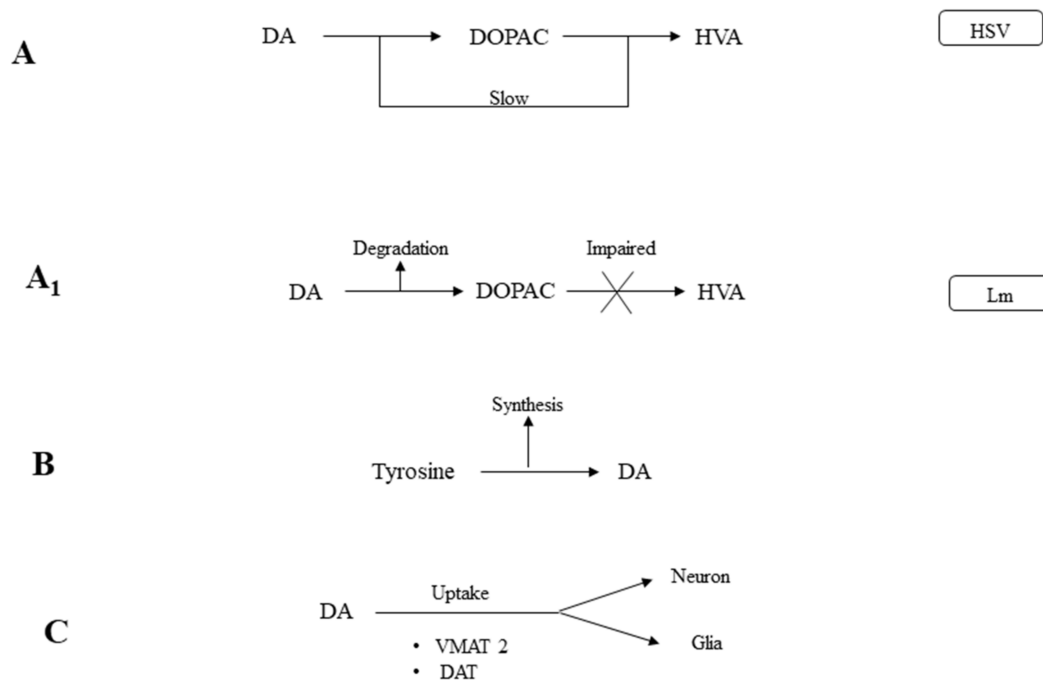 A
DA DOPAC HVA
HSV
Slow
A1
Degradation Impaired
DA DOPAC HVA
Lm
B
Synthesis
Tyrosine DA
C
Neuron
Uptake
DA
Glia
• VMAT 2
• DAT